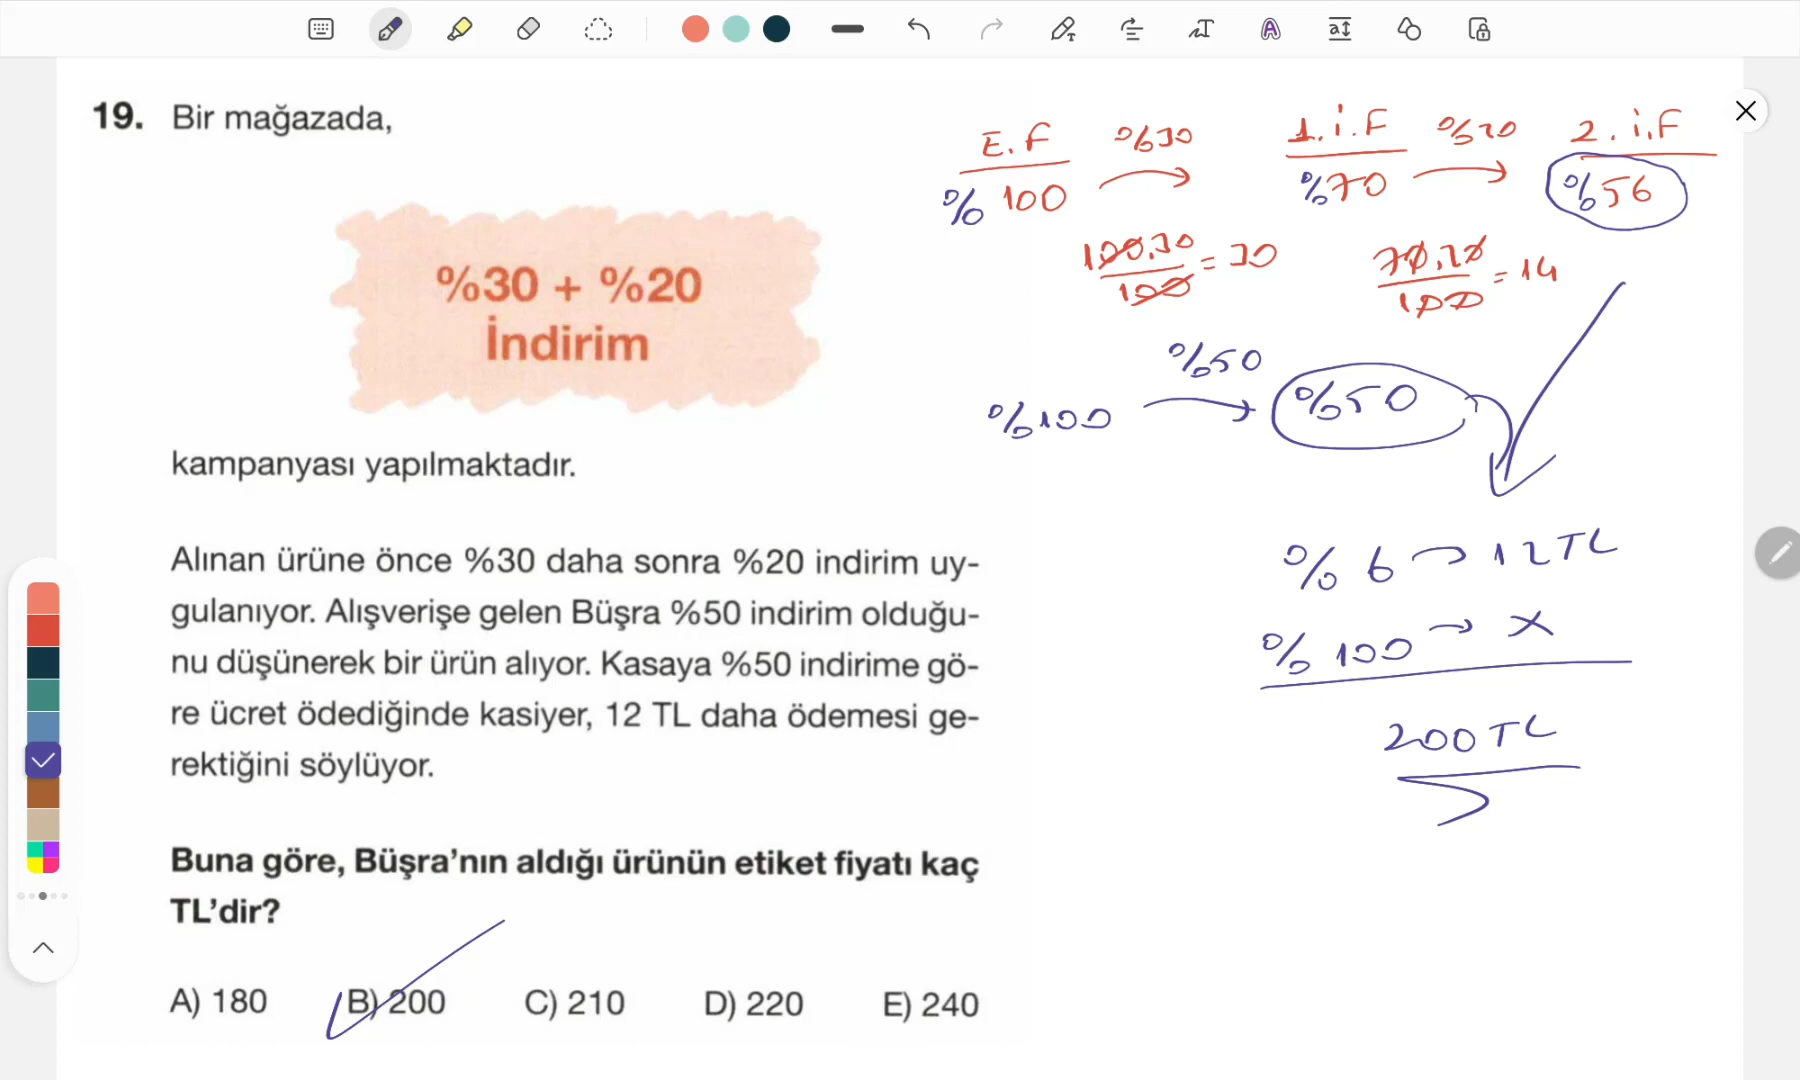 19. Bir mağazada,
%30 + %20
İndirim
kampanyası yapılmaktadır.
Alınan ürüne önce %30 daha sonra %20 indirim uy-
gulanıyor. Alışverişe gelen Büşra %50 indirim olduğu-
nu düşünerek bir ürün alıyor. Kasaya %50 indirime gö-
re ücret ödediğinde kasiyer, 12 TL daha ödemesi ge-
rektiğini söylüyor.
Buna göre, Büşra'nın aldığı ürünün etiket fiyatı kaç
TL'dir?
A) 180 B) 200 C) 210 D) 220 E) 240
E.F %30 1.İ.F %20 2.İ.F
%100 %70 %56
100.30/100 = 30 70.20/100 = 14
%50
%100 %50
%6 → 12TL
%100 → x
200TL